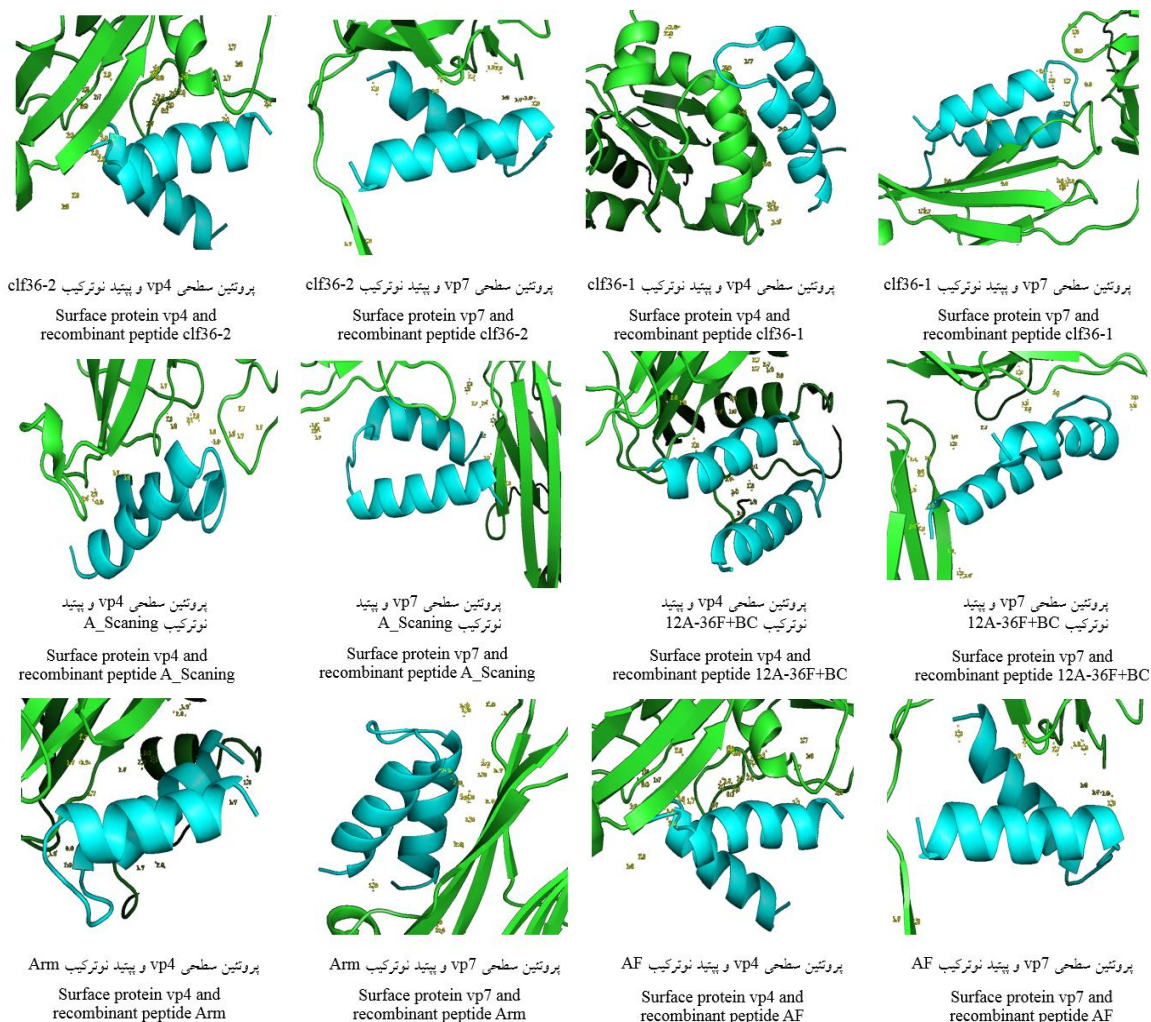 پروتئین سطحی vp4 و پپتید نوترکیب clf36-2
Surface protein vp4 and
recombinant peptide clf36-2
پروتئین سطحی vp7 و پپتید نوترکیب clf36-2
Surface protein vp7 and
recombinant peptide clf36-2
پروتئین سطحی vp4 و پپتید نوترکیب clf36-1
Surface protein vp4 and
recombinant peptide clf36-1
پروتئین سطحی vp7 و پپتید نوترکیب clf36-1
Surface protein vp7 and
recombinant peptide clf36-1
پروتئین سطحی vp4 و پپتید
نوترکیب A_Scaning
Surface protein vp4 and
recombinant peptide A_Scaning
پروتئین سطحی vp7 و پپتید
نوترکیب A_Scaning
Surface protein vp7 and
recombinant peptide A_Scaning
پروتئین سطحی vp4 و پپتید
نوترکیب 12A-36F+BC
Surface protein vp4 and
recombinant peptide 12A-36F+BC
پروتئین سطحی vp7 و پپتید
نوترکیب 12A-36F+BC
Surface protein vp7 and
recombinant peptide 12A-36F+BC
پروتئین سطحی vp4 و پپتید نوترکیب Arm
Surface protein vp4 and
recombinant peptide Arm
پروتئین سطحی vp7 و پپتید نوترکیب Arm
Surface protein vp7 and
recombinant peptide Arm
پروتئین سطحی vp4 و پپتید نوترکیب AF
Surface protein vp4 and
recombinant peptide AF
پروتئین سطحی vp7 و پپتید نوترکیب AF
Surface protein vp7 and
recombinant peptide AF